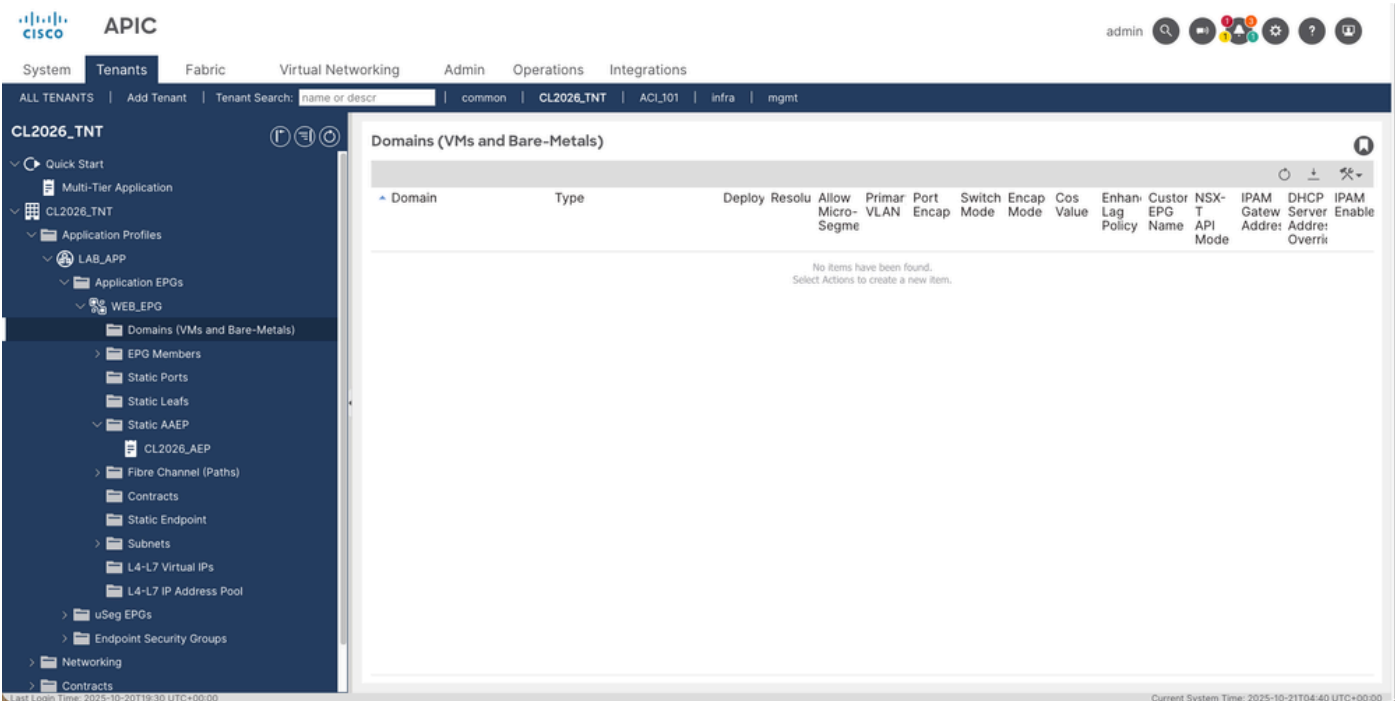 cisco
APIC
admin
1
3
1
1
System Tenants Fabric Virtual Networking Admin Operations Integrations
ALL TENANTS | Add Tenant | Tenant Search: name or descr | common | CL2026_TNT | ACI_101 | infra | mgmt
CL2026_TNT
Quick Start
Multi-Tier Application
CL2026_TNT
Application Profiles
LAB_APP
Application EPGs
WEB_EPG
Domains (VMs and Bare-Metals)
EPG Members
Static Ports
Static Leafs
Static AAEP
CL2026_AEP
Fibre Channel (Paths)
Contracts
Static Endpoint
Subnets
L4-L7 Virtual IPs
L4-L7 IP Address Pool
uSeg EPGs
Endpoint Security Groups
Networking
Contracts
Domains (VMs and Bare-Metals)
Domain Type Deploy Resolu Allow Primar Port Switch Encap Cos Enhan Custor NSX- IPAM DHCP IPAM
Micro- VLAN Encap Mode Mode Value Lag EPG T Gatew Server Enable
Segme Policy Name API Addre Addre
Mode Overri
No items have been found.
Select Actions to create a new item.
Last Login Time: 2025-10-20T19:30 UTC+00:00
Current System Time: 2025-10-21T04:40 UTC+00:00